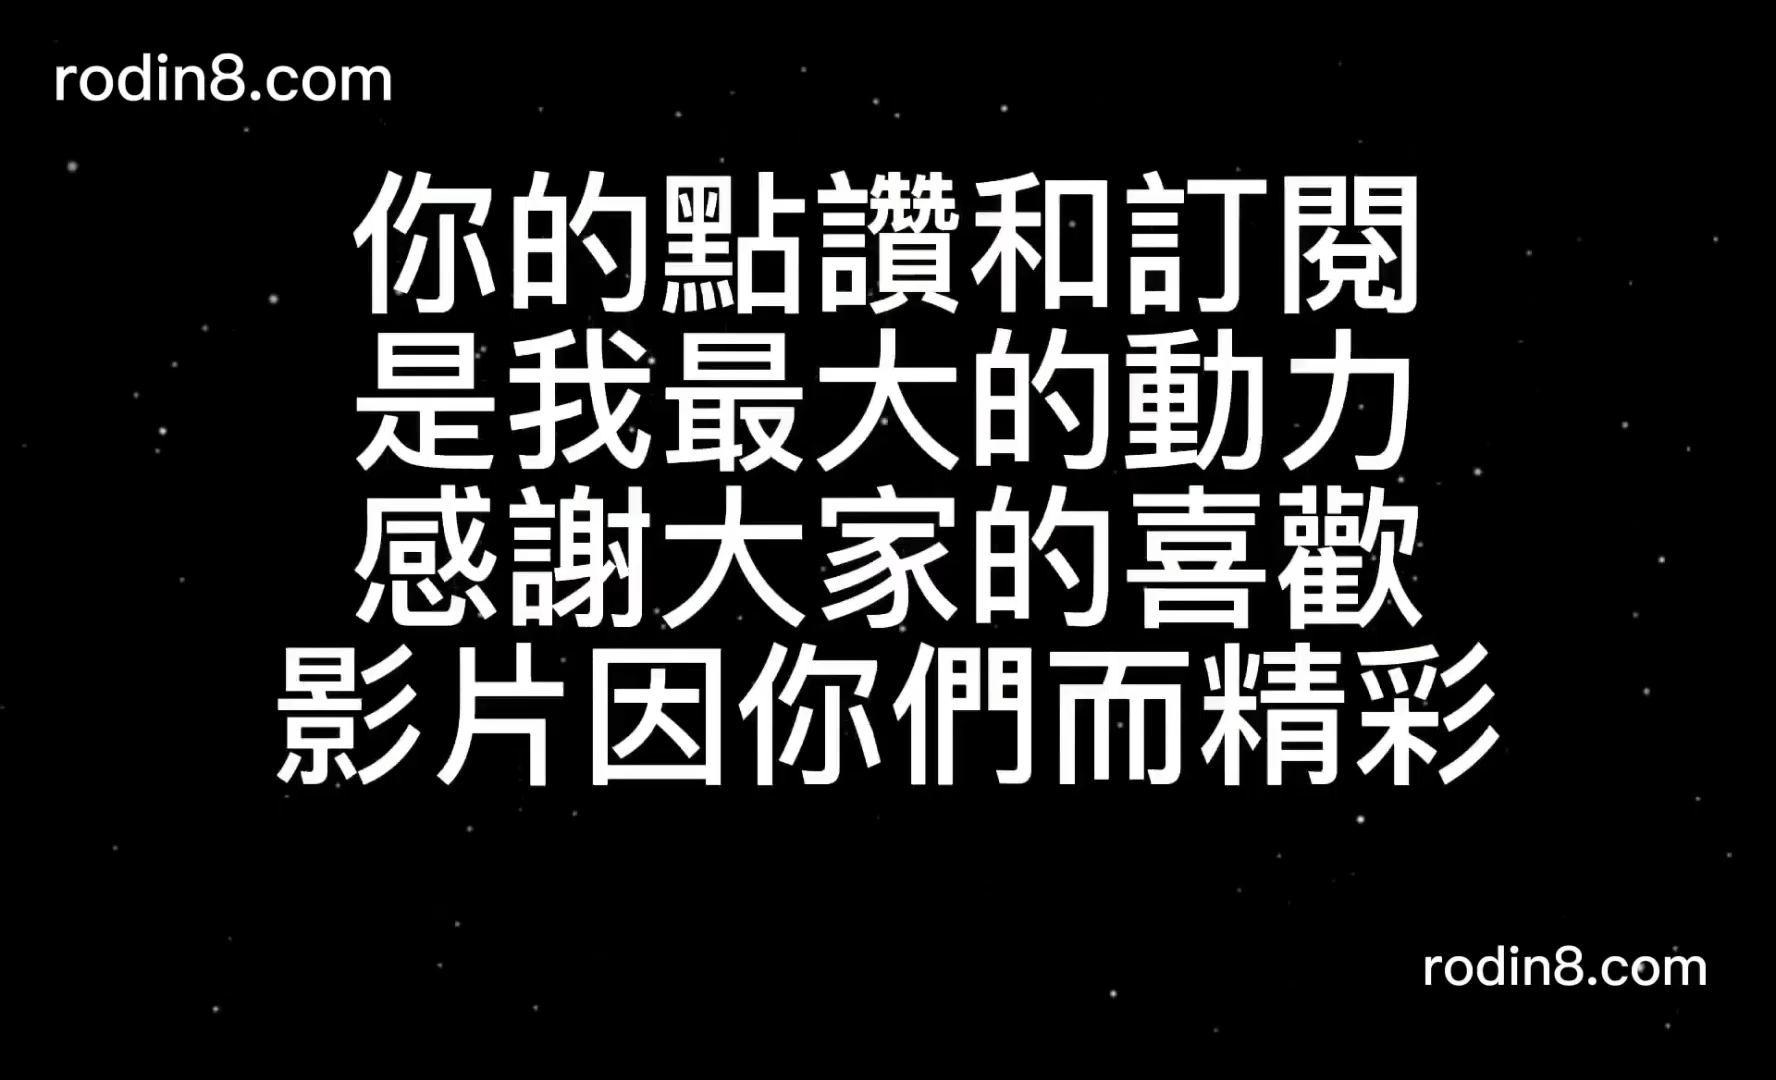 rodin8.com
你的點讚和訂閱
是我最大的動力
感謝大家的喜歡
影片因你們而精彩
rodin8.com